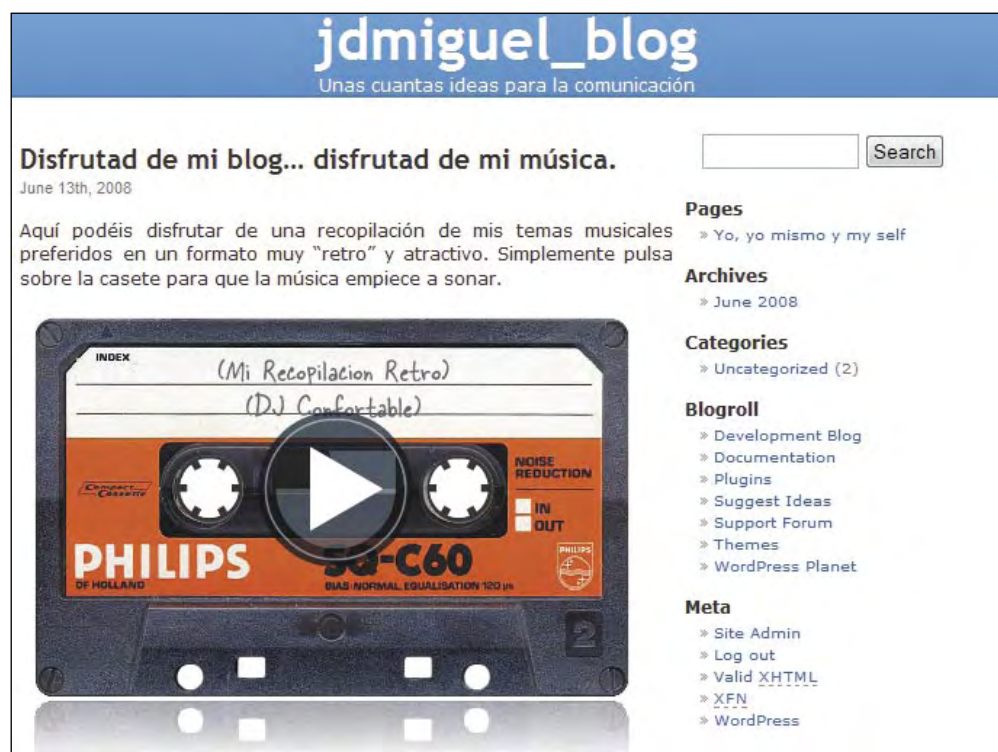 jdmiguel_blog
Unas cuantas ideas para la comunicación
Disfrutad de mi blog... disfrutad de mi música.
June 13th, 2008
Aquí podéis disfrutar de una recopilación de mis temas musicales
preferidos en un formato muy “retro” y atractivo. Simplemente pulsa
sobre la casete para que la música empiece a sonar.
INDEX
(Mi Recopilacion Retro)
(DJ Confortable)
Compact
Cassette
NOISE
REDUCTION
IN
OUT
PHILIPS
OF HOLLAND
SQ-C60
BIAS NORMAL, EQUALISATION 120 µs
PHILIPS
2
Search
Pages
» Yo, yo mismo y my self
Archives
» June 2008
Categories
» Uncategorized (2)
Blogroll
» Development Blog
» Documentation
» Plugins
» Suggest Ideas
» Support Forum
» Themes
» WordPress Planet
Meta
» Site Admin
» Log out
» Valid XHTML
» XFN
» WordPress